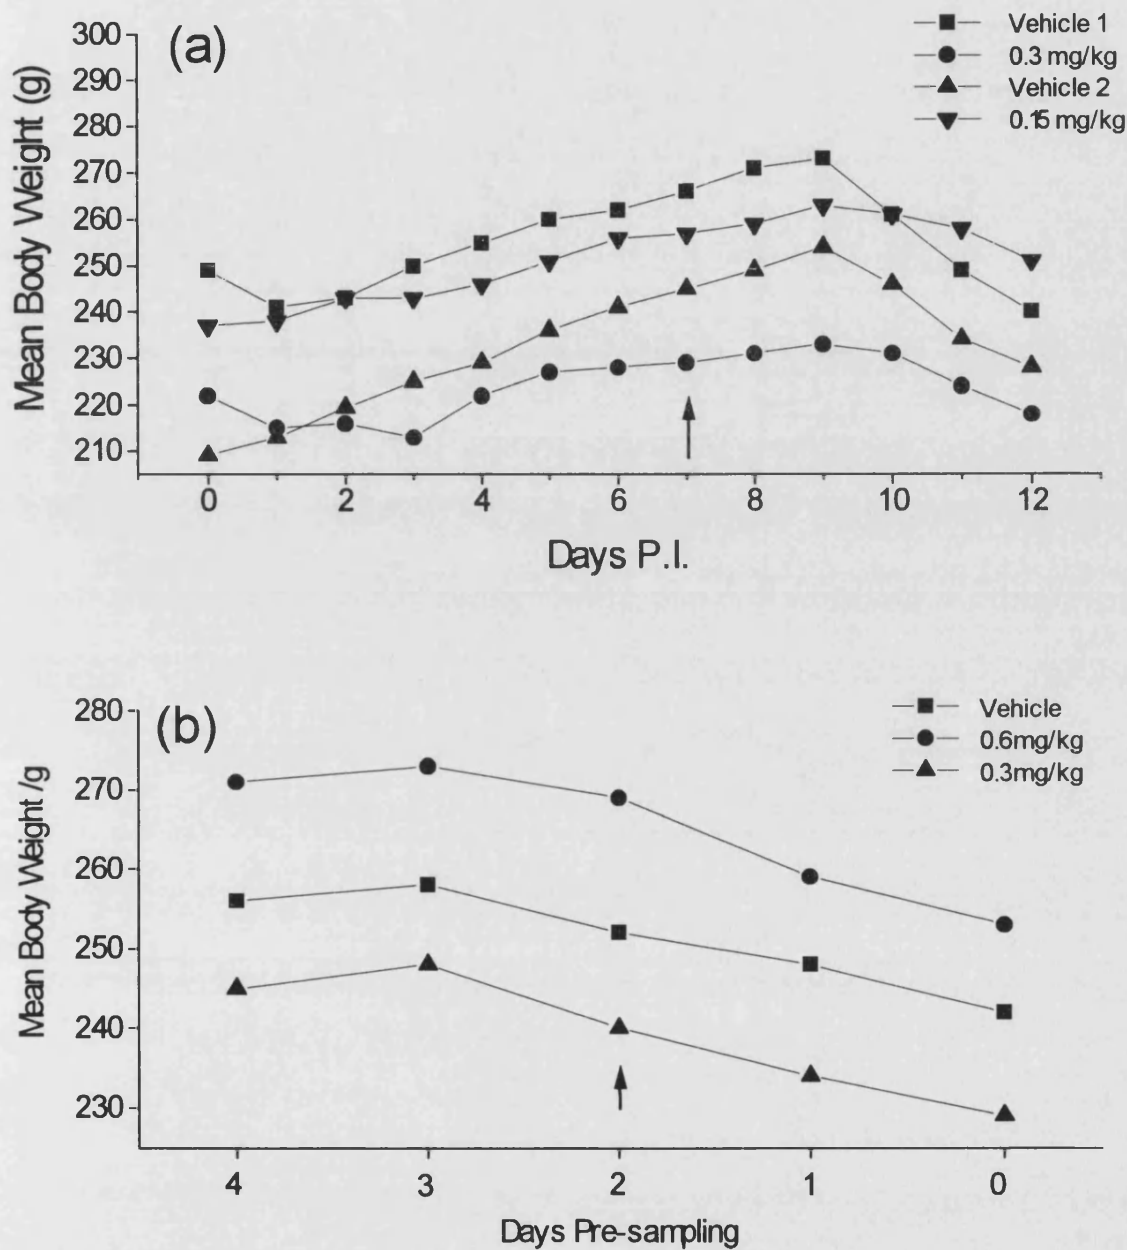 (a)
Vehicle 1
0.3 mg/kg
Vehicle 2
0.15 mg/kg
Mean Body Weight (g)
300
290
280
270
260
250
240
230
220
210
0 2 4 6 8 10 12
Days P.I.
(b)
Vehicle
0.6mg/kg
0.3mg/kg
Mean Body Weight /g
280
270
260
250
240
230
4 3 2 1 0
Days Pre-sampling